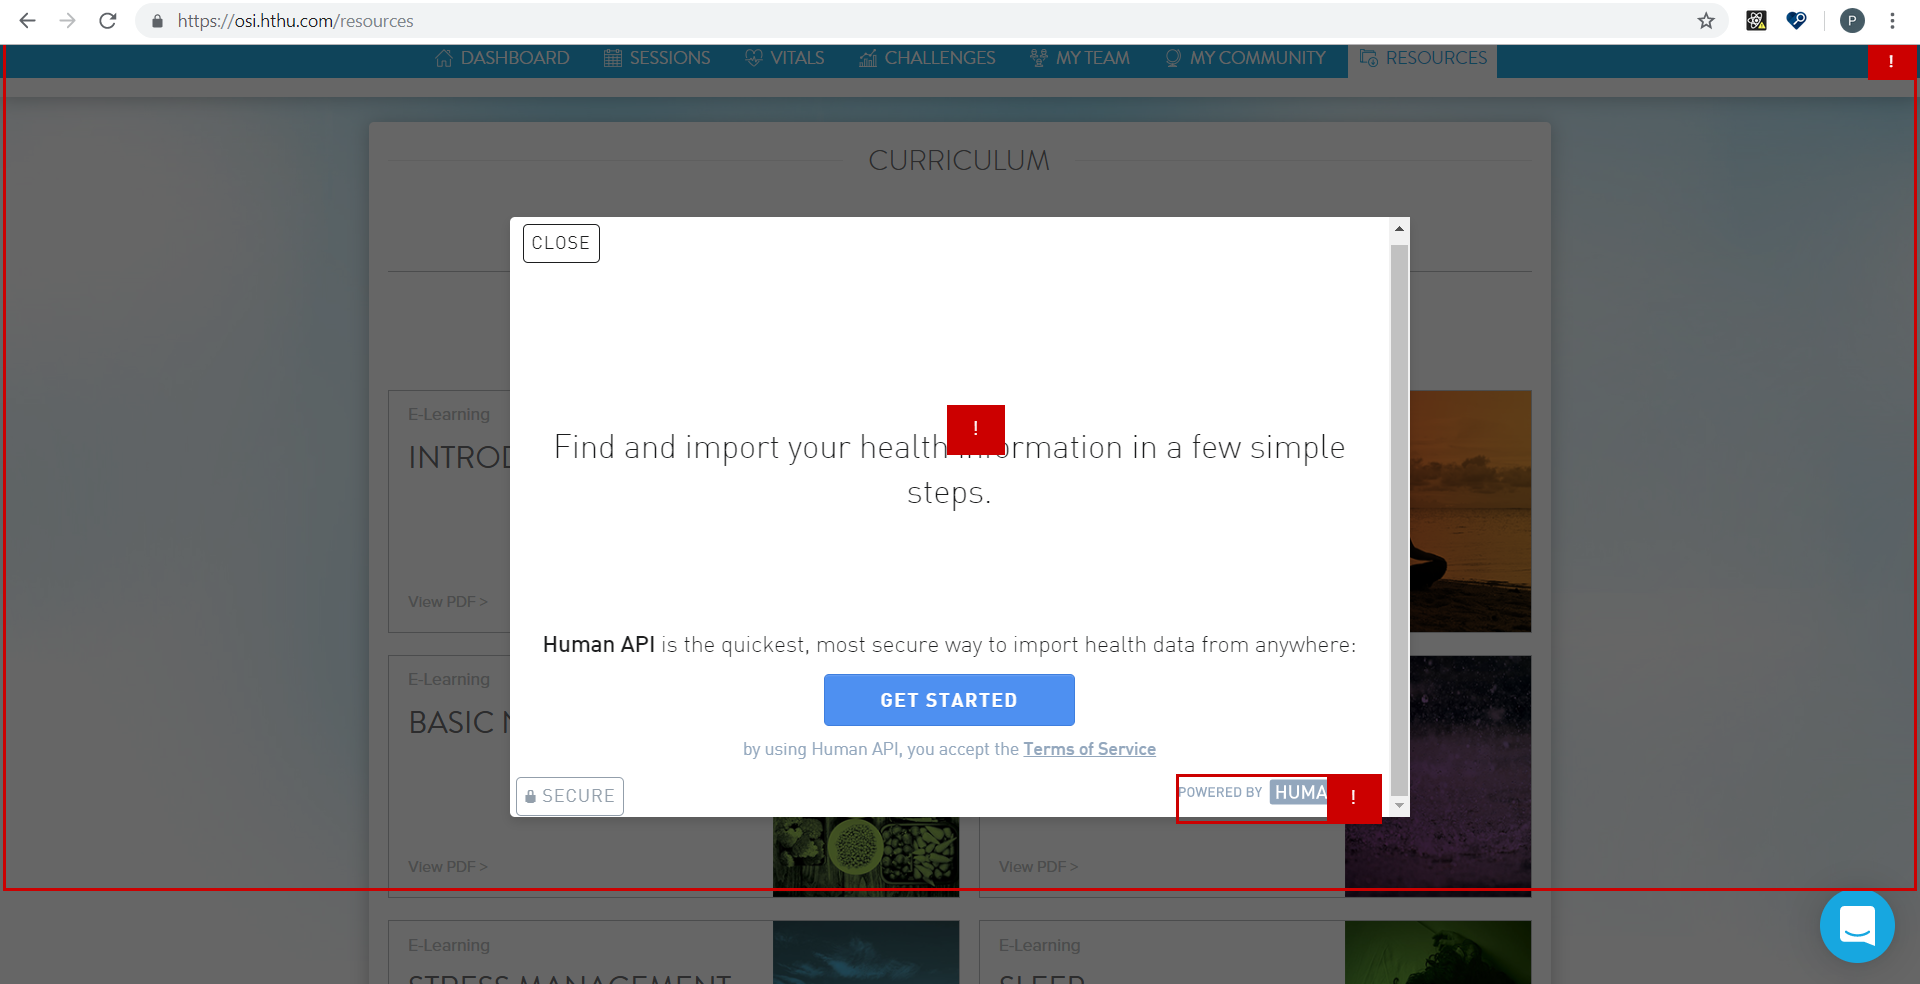 https://osi.hthu.com/resources
P
DASHBOARD SESSIONS VITALS CHALLENGES MY TEAM MY COMMUNITY RESOURCES
!
CURRICULUM
CLOSE
E-Learning
INTROD
!
Find and import your health information in a few simple
steps.
View PDF >
Human API is the quickest, most secure way to import health data from anywhere:
E-Learning
BASIC N
GET STARTED
by using Human API, you accept the Terms of Service
SECURE
POWERED BY HUMA
!
View PDF >
View PDF >
E-Learning
STRESS MANAGEMENT
E-Learning
SLEEP